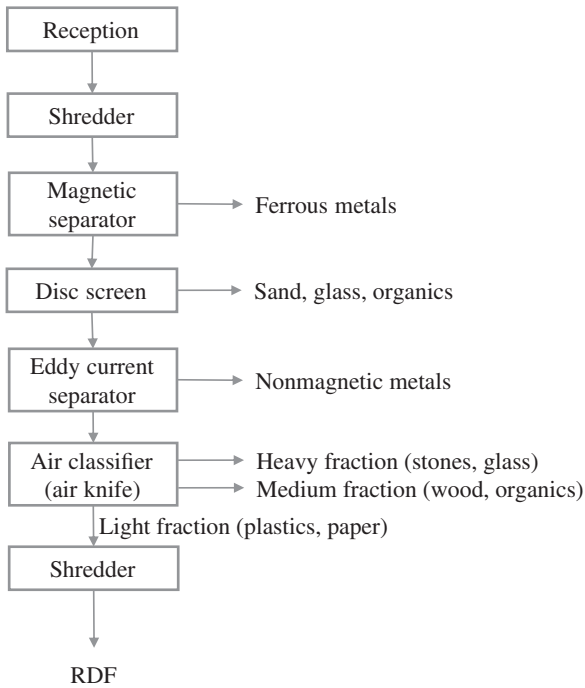 Reception
Shredder
Magnetic
separator
Ferrous metals
Disc screen
Sand, glass, organics
Eddy current
separator
Nonmagnetic metals
Air classifier
(air knife)
Heavy fraction (stones, glass)
Medium fraction (wood, organics)
Light fraction (plastics, paper)
Shredder
RDF